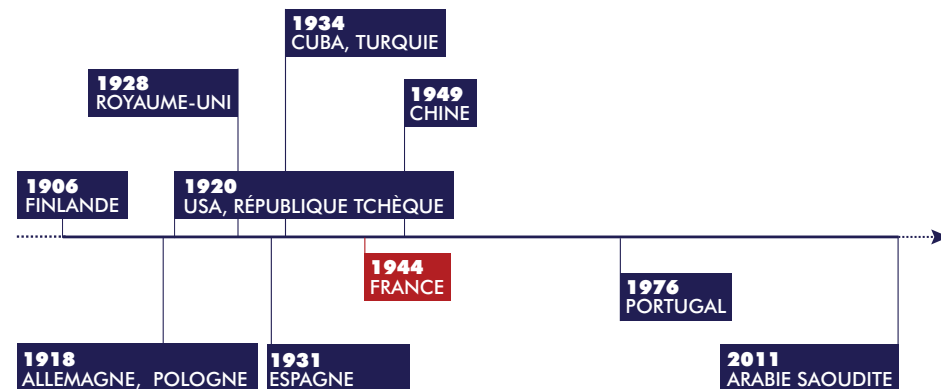 1934
CUBA, TURQUIE
1928
ROYAUME-UNI
1949
CHINE
1906
FINLANDE
1920
USA, RÉPUBLIQUE TCHÈQUE
1944
FRANCE
1976
PORTUGAL
1918
ALLEMAGNE, POLOGNE
1931
ESPAGNE
2011
ARABIE SAOUDITE